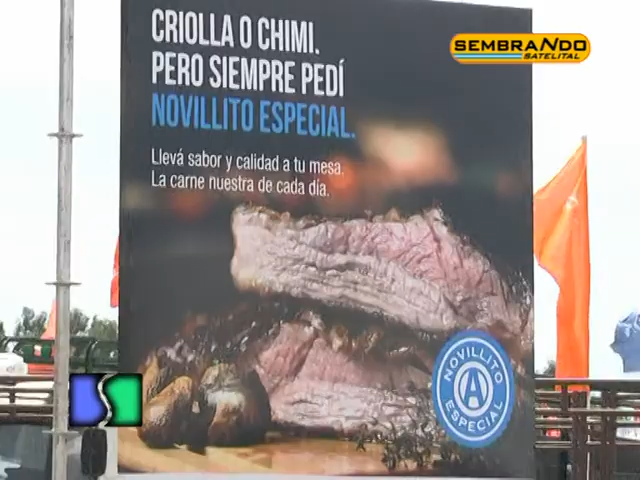 CRIOLLA O CHIMI.
PERO SIEMPRE PEDÍ
NOVILLITO ESPECIAL.
Llevá sabor y calidad a tu mesa.
La carne nuestra de cada día.
SEMBRANDO
SATELITAL
NOVILLITO
A
ESPECIAL
S